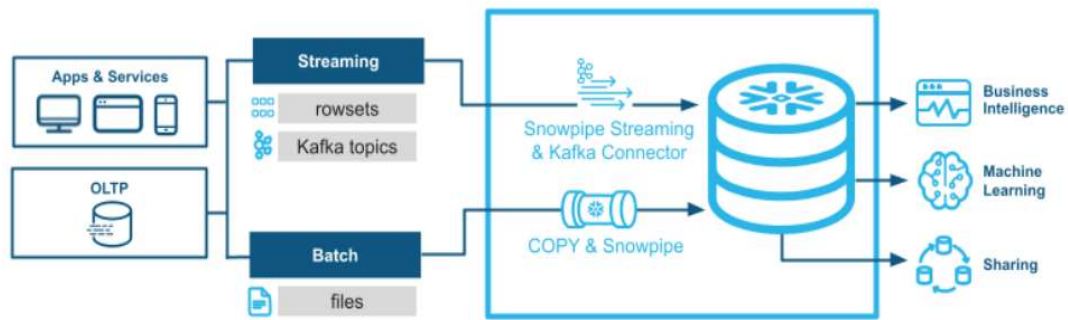 Apps & Services
OLTP
Streaming
rowsets
Kafka topics
Batch
files
Snowpipe Streaming
& Kafka Connector
COPY & Snowpipe
Business
Intelligence
Machine
Learning
Sharing